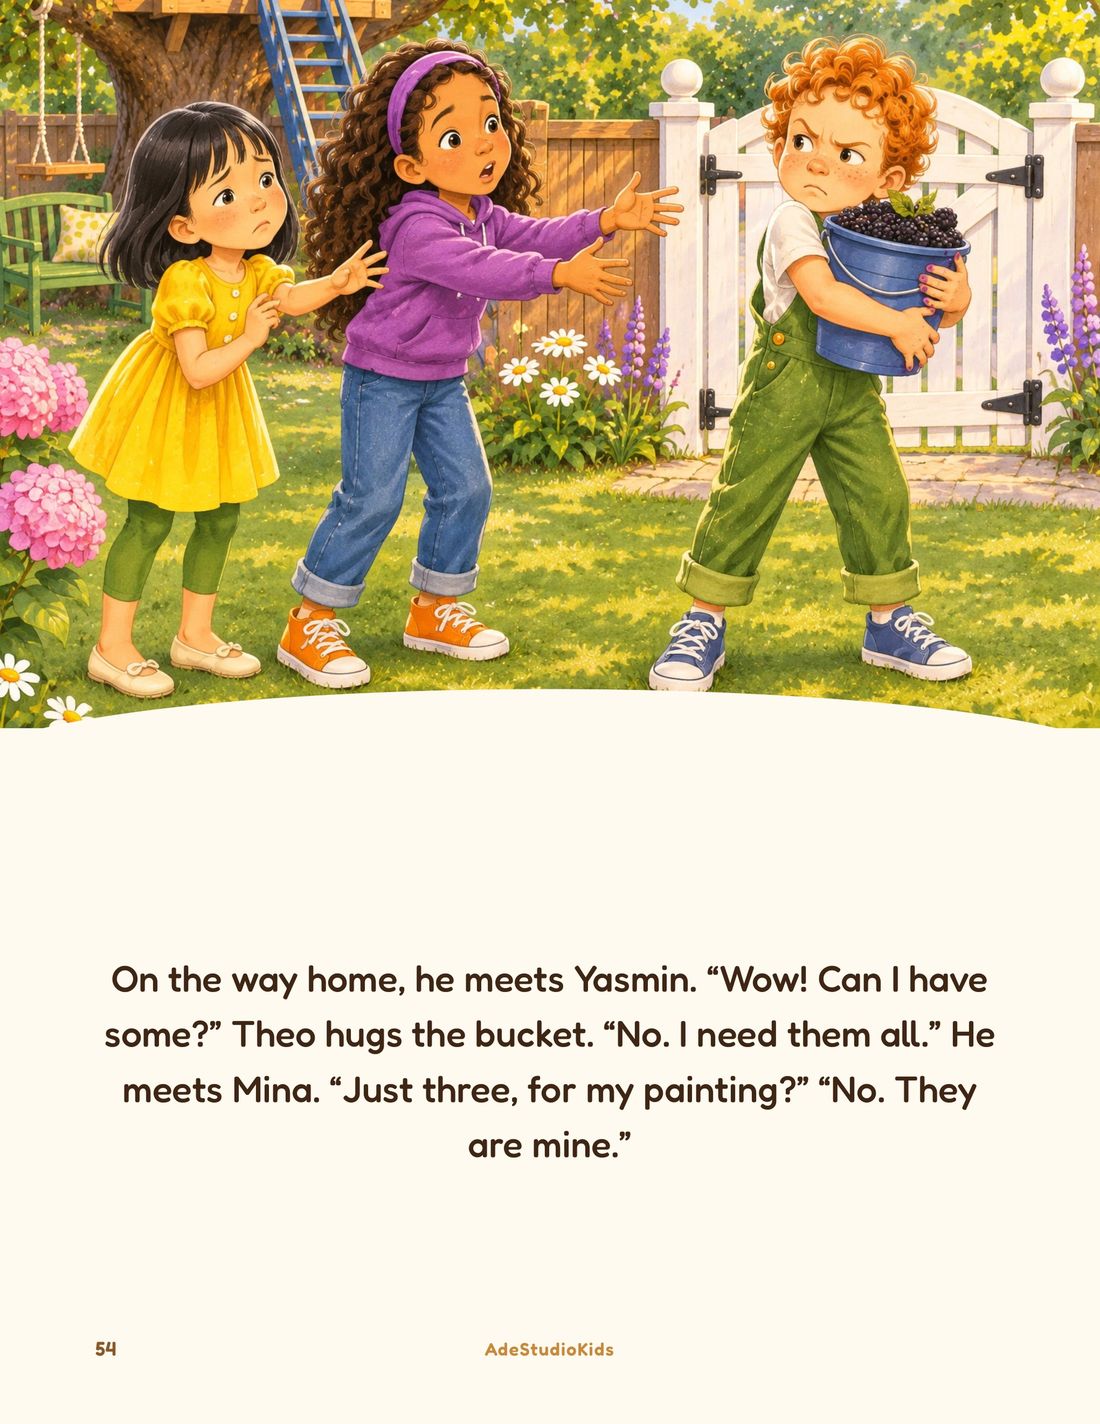 On the way home, he meets Yasmin. “Wow! Can I have
some?” Theo hugs the bucket. “No. I need them all.” He
meets Mina. “Just three, for my painting?” “No. They
are mine.”
54
AdeStudioKids